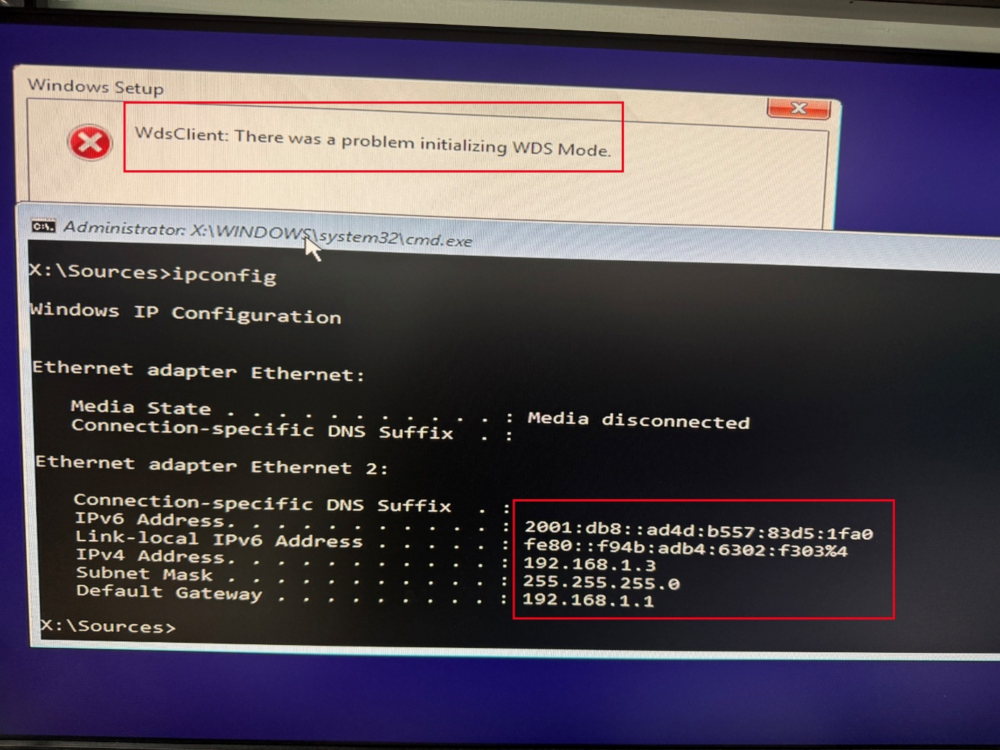 Windows Setup
WdsClient: There was a problem initializing WDS Mode.
C:\.
Administrator: X:\WINDOWS\system32\cmd.exe
X:\Sources>ipconfig
Windows IP Configuration
Ethernet adapter Ethernet:
Media State . . . . . . . . . . . : Media disconnected
Connection-specific DNS Suffix . :
Ethernet adapter Ethernet 2:
Connection-specific DNS Suffix . :
IPv6 Address. . . . . . . . . . . : 2001:db8::ad4d:b557:83d5:1fa0
Link-local IPv6 Address . . . . . : fe80::f94b:adb4:6302:f303%4
IPv4 Address. . . . . . . . . . . : 192.168.1.3
Subnet Mask . . . . . . . . . . . : 255.255.255.0
Default Gateway . . . . . . . . . : 192.168.1.1
X:\Sources>